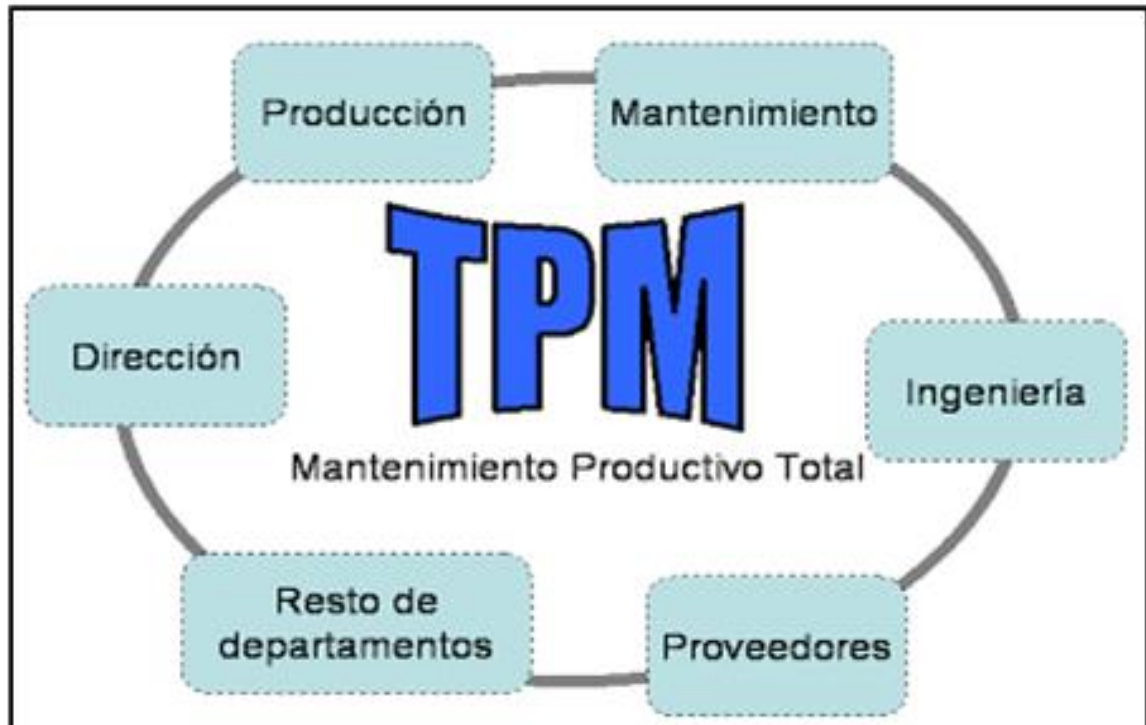 Producción
Mantenimiento
TPM
Dirección
Ingeniería
Mantenimiento Productivo Total
Resto de
departamentos
Proveedores